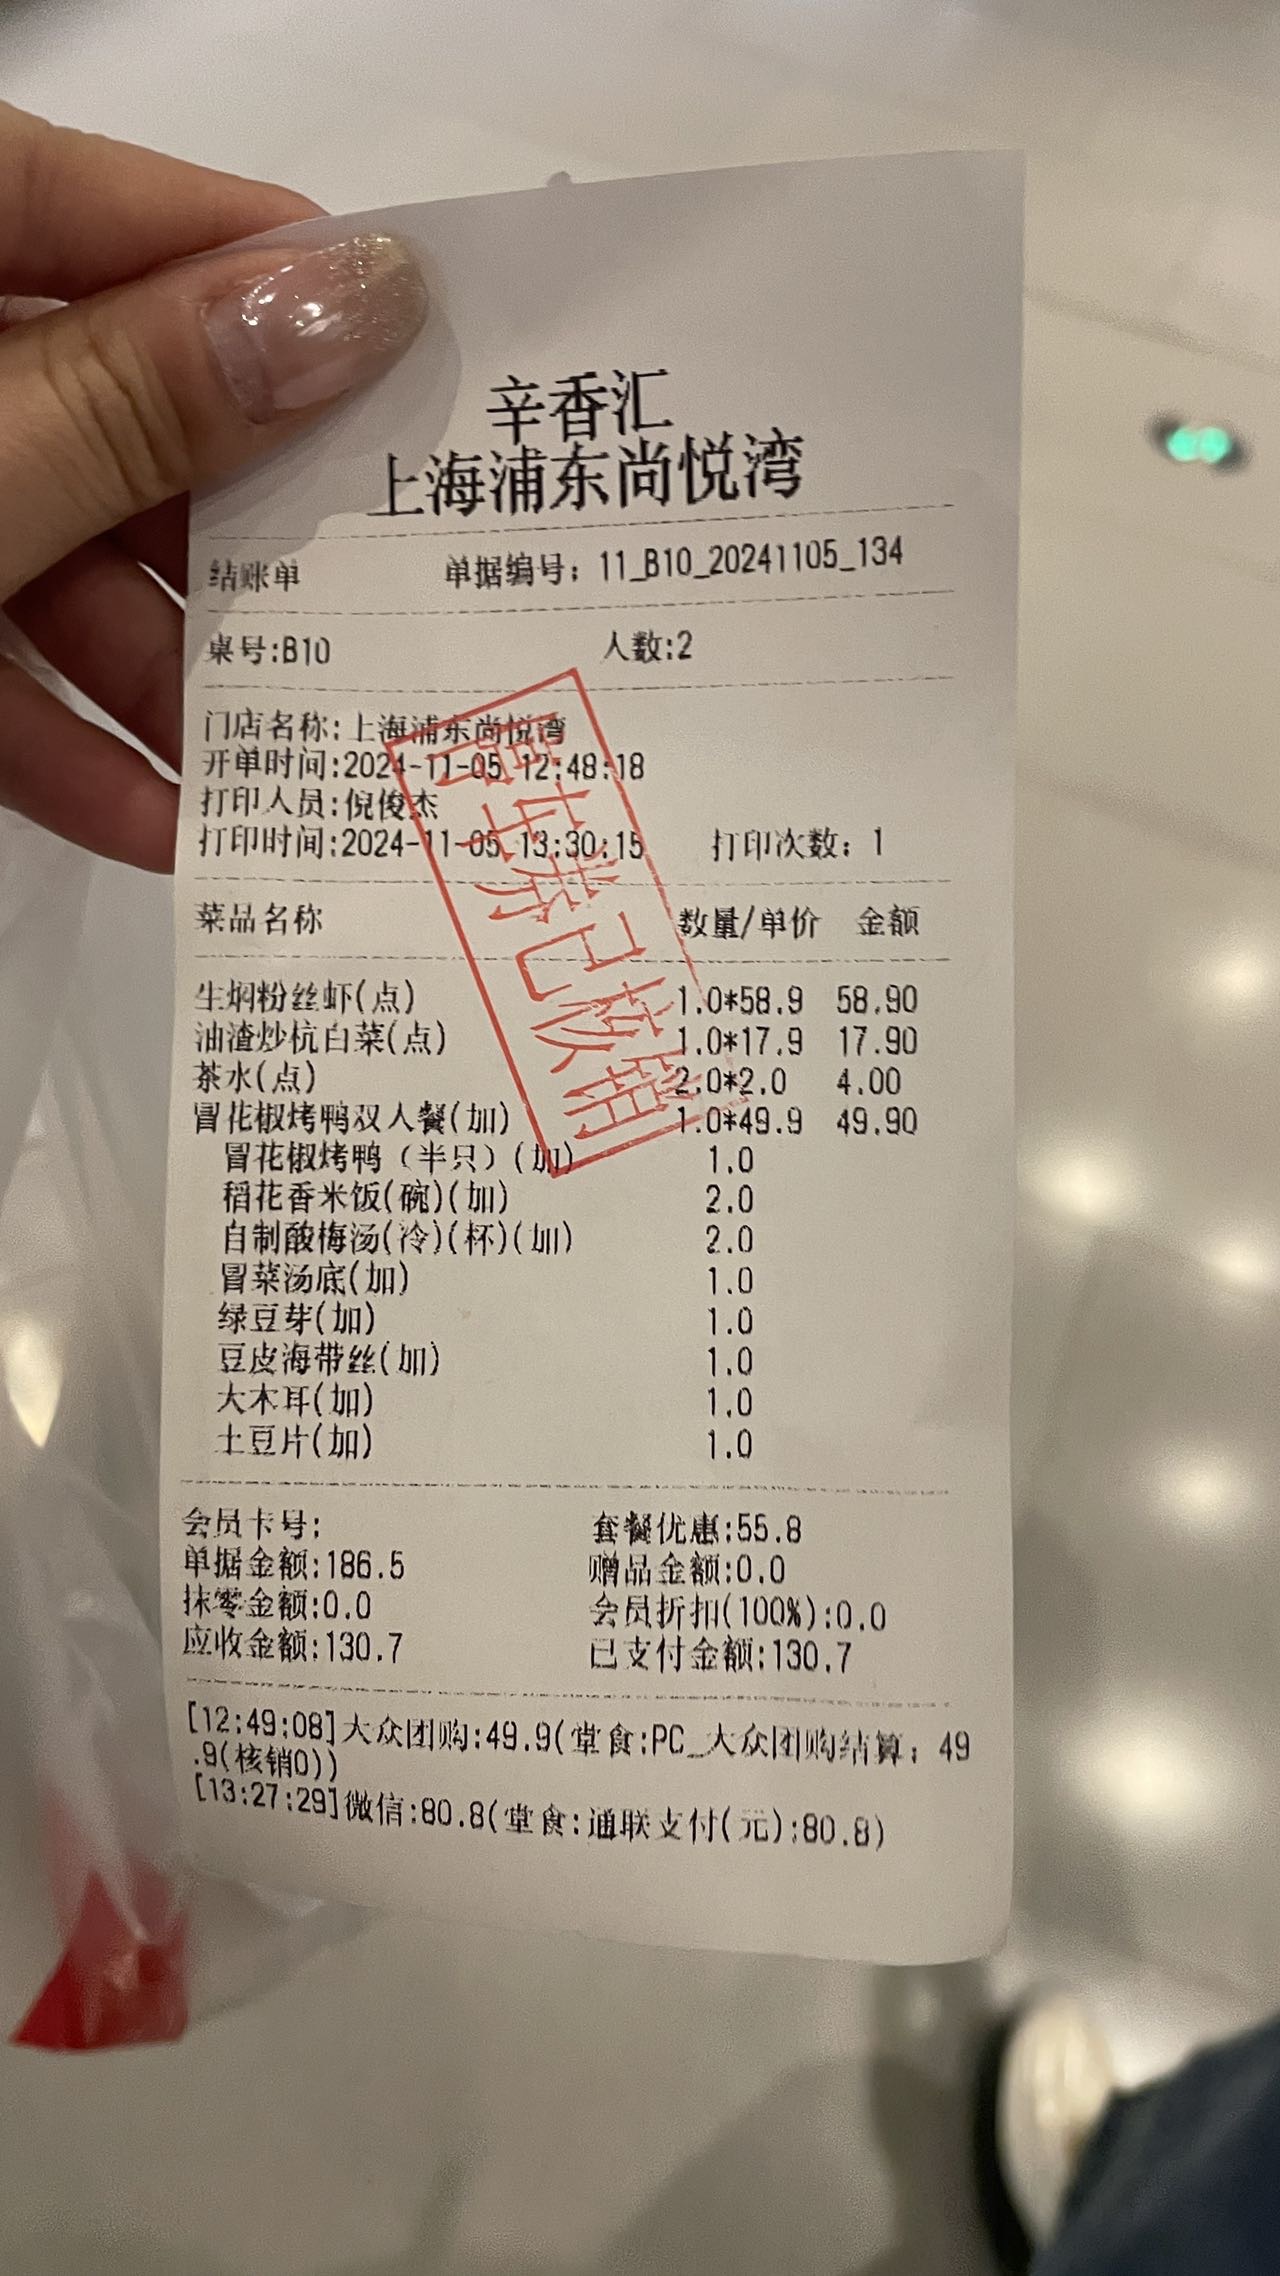 辛香汇
上海浦东尚悦湾
结账单 单据编号：11_B10_20241105_134
桌号:B10 人数:2
门店名称:上海浦东尚悦湾
开单时间:2024-11-05 12:48:18
打印人员:倪俊杰
打印时间:2024-11-05 13:30:15 打印次数：1
菜品名称 数量/单价 金额
生焖粉丝虾(点) 1.0*58.9 58.90
油渣炒杭白菜(点) 1.0*17.9 17.90
茶水(点) 2.0*2.0 4.00
冒花椒烤鸭双人餐(加) 1.0*49.9 49.90
冒花椒烤鸭（半只）(加) 1.0
稻花香米饭(碗)(加) 2.0
自制酸梅汤(冷)(杯)(加) 2.0
冒菜汤底(加) 1.0
绿豆芽(加) 1.0
豆皮海带丝(加) 1.0
大木耳(加) 1.0
土豆片(加) 1.0
会员卡号: 套餐优惠:55.8
单据金额:186.5 赠品金额:0.0
抹零金额:0.0 会员折扣(100%):0.0
应收金额:130.7 已支付金额:130.7
[12:49:08]大众团购:49.9(堂食:PC_大众团购结算：49
.9(核销0))
[13:27:29]微信:80.8(堂食:通联支付(元):80.8)
券已核销